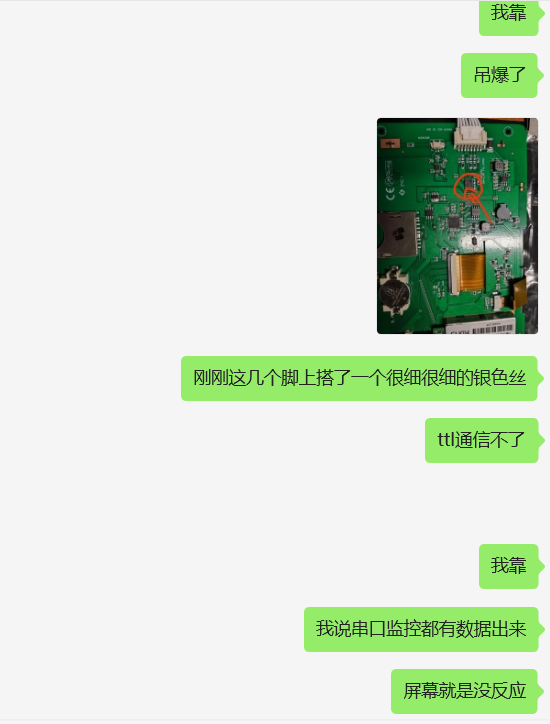 我靠
吊爆了
刚刚这几个脚上搭了一个很细很细的银色丝
ttl通信不了
我靠
我说串口监控都有数据出来
屏幕就是没反应